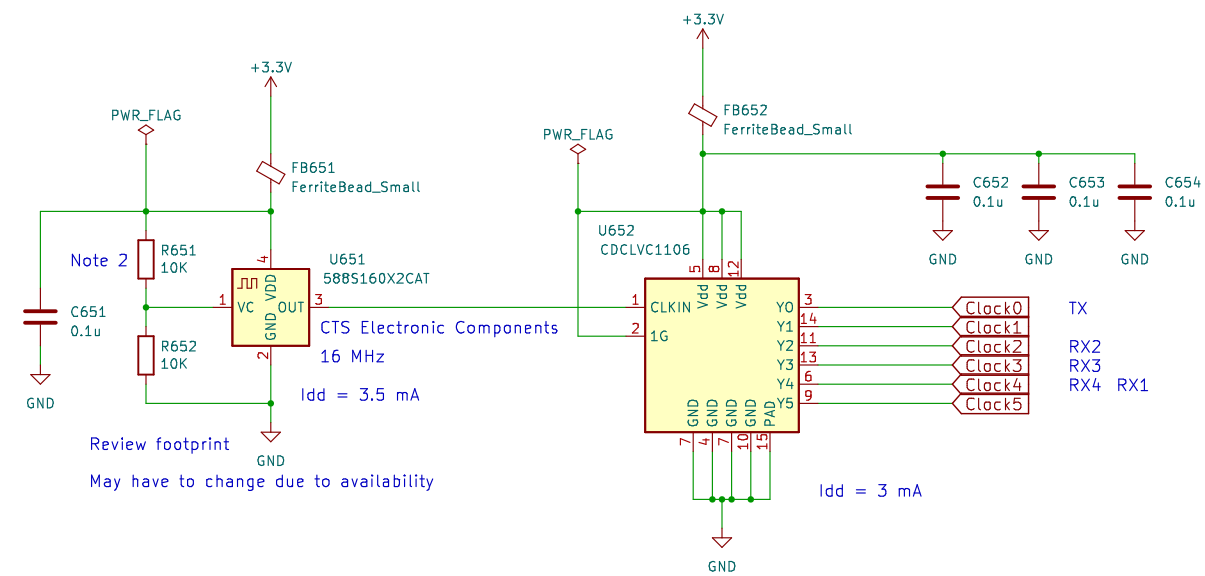 +3.3V
+3.3V
PWR_FLAG
FB652
FerriteBead_Small
PWR_FLAG
FB651
FerriteBead_Small
C652
0.1u
C653
0.1u
C654
0.1u
GND
GND
GND
Note 2
R651
10K
4
U651
588S160X2CAT
U652
CDCLVC1106
5
8
12
Vdd
Vdd
Vdd
C651
0.1u
1
VC
VDD
GND
OUT
3
2
CTS Electronic Components
16 MHz
Idd = 3.5 mA
R652
10K
GND
GND
1
CLKIN
2
1G
Y0
3
Clock0
TX
Y1
14
Clock1
Y2
11
Clock2
RX2
Y3
13
Clock3
RX3
Y4
6
Clock4
RX4 RX1
Y5
9
Clock5
GND
GND
GND
GND
PAD
7
4
7
10
15
Review footprint
May have to change due to availability
Idd = 3 mA
GND